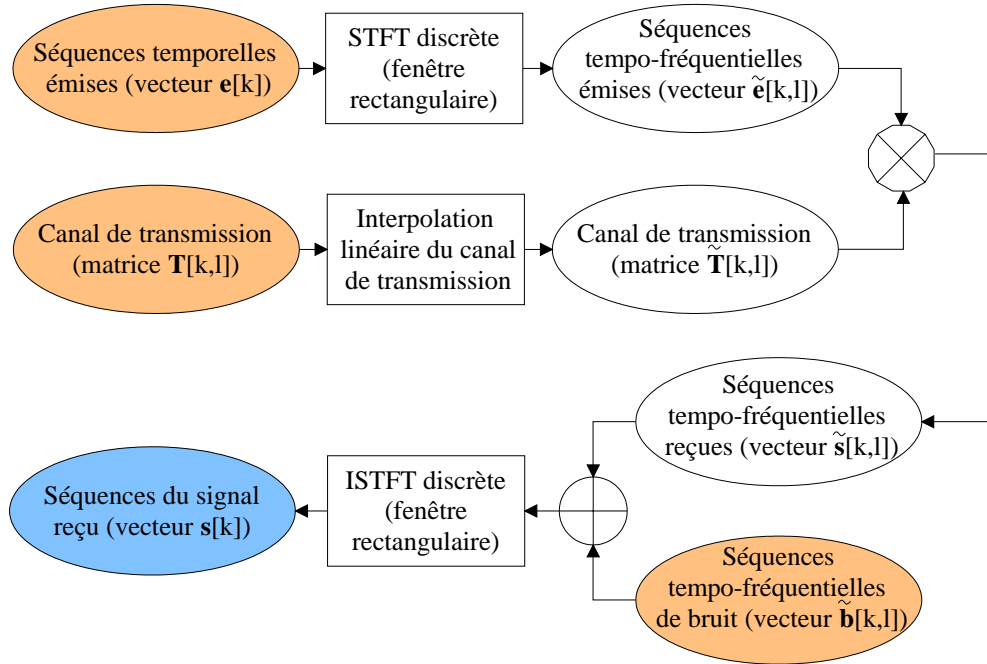 Séquences temporelles
émises (vecteur e[k])
STFT discrète
(fenêtre
rectangulaire)
Séquences
tempo-fréquentielles
émises (vecteur ẽ[k,l])
Canal de transmission
(matrice T[k,l])
Interpolation
linéaire du canal
de transmission
Canal de transmission
(matrice T̃[k,l])
Séquences
tempo-fréquentielles
reçues (vecteur s̃[k,l])
Séquences du signal
reçu (vecteur s[k])
ISTFT discrète
(fenêtre
rectangulaire)
Séquences
tempo-fréquentielles
de bruit (vecteur b̃[k,l])